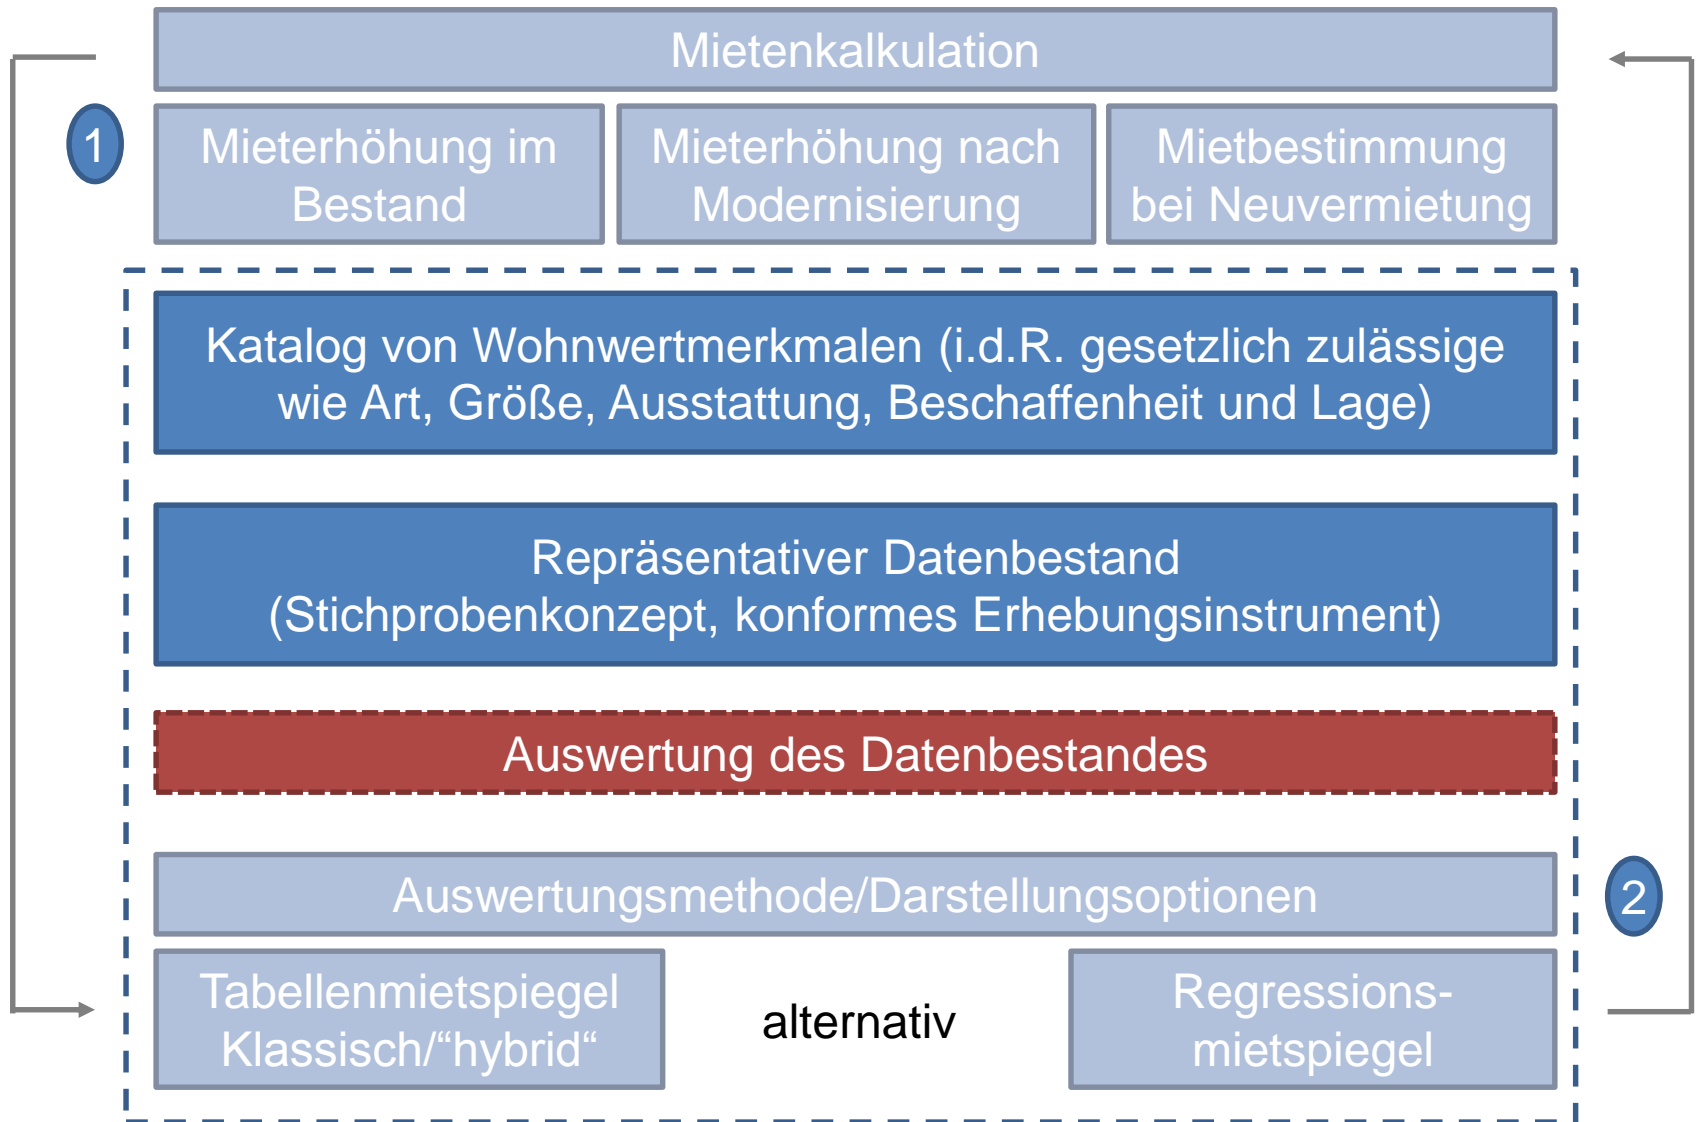 Mietenkalkulation
1
Mieterhöhung im
Bestand
Mieterhöhung nach
Modernisierung
Mietbestimmung
bei Neuvermietung
Katalog von Wohnwertmerkmalen (i.d.R. gesetzlich zulässige
wie Art, Größe, Ausstattung, Beschaffenheit und Lage)
Repräsentativer Datenbestand
(Stichprobenkonzept, konformes Erhebungsinstrument)
Auswertung des Datenbestandes
Auswertungsmethode/Darstellungsoptionen
2
Tabellenmietspiegel
Klassisch/“hybrid“
alternativ
Regressions-
mietspiegel